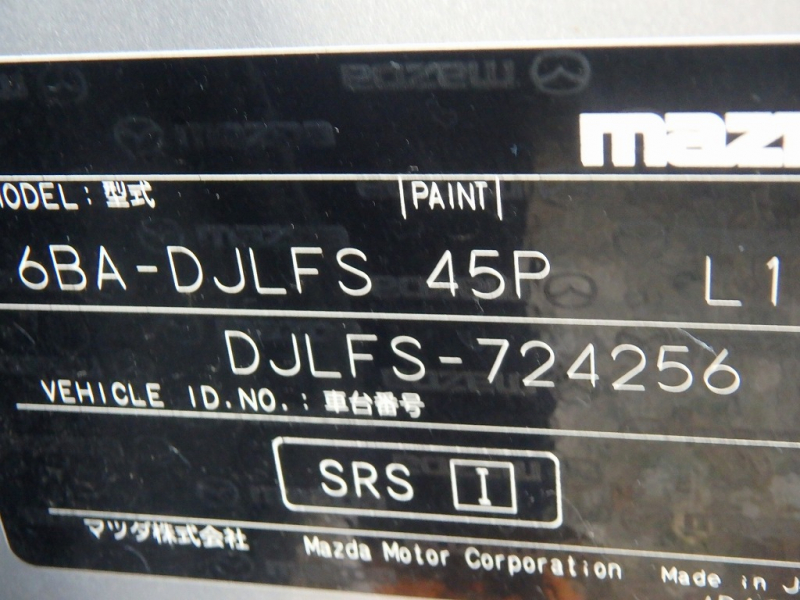 mazda
MODEL: 型式 PAINT
6BA-DJLFS 45P L1
DJLFS-724256
VEHICLE ID.NO.: 車台番号
SRS I
マツダ株式会社 Mazda Motor Corporation Made in J